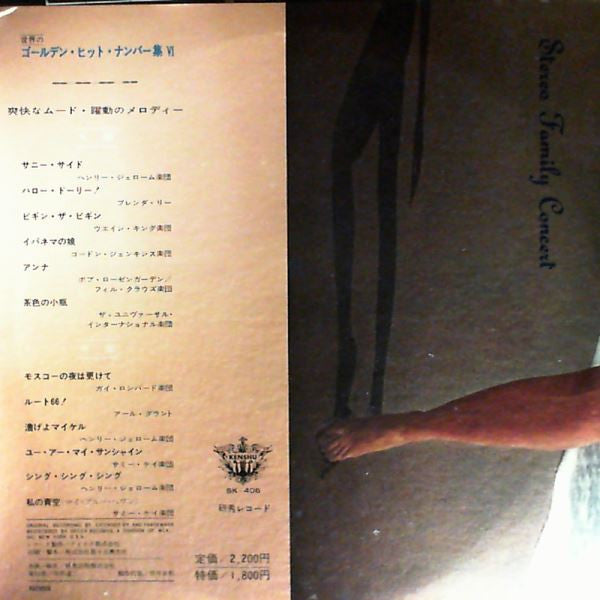 世界の
ゴールデン・ヒット・ナンバー集 VI
爽快なムード・躍動のメロディー
サニー・サイド
ヘンリー・ジェローム楽団
ハロー・ドーリー!
ブレンダ・リー
ビギン・ザ・ビギン
ウエイン・キング楽団
イパネマの娘
ゴードン・ジェンキンス楽団
アンナ
ボブ・ローゼンガーデン/
フィル・クラウズ楽団
茶色の小瓶
ザ・ユニヴァーサル・
インターナショナル楽団
モスコーの夜は更けて
ガイ・ロンバード楽団
ルート66!
アール・グラント
漕げよマイケル
ヘンリー・ジェローム楽団
ユー・アー・マイ・サンシャイン
サミー・ケイ楽団
シング・シング・シング
ヘンリー・ジェローム楽団
私の青空
サミー・ケイ楽団
KENSHU
SK-406
研秀レコード
定価/2,200円
特価/1,800円
Stereo Family Concert